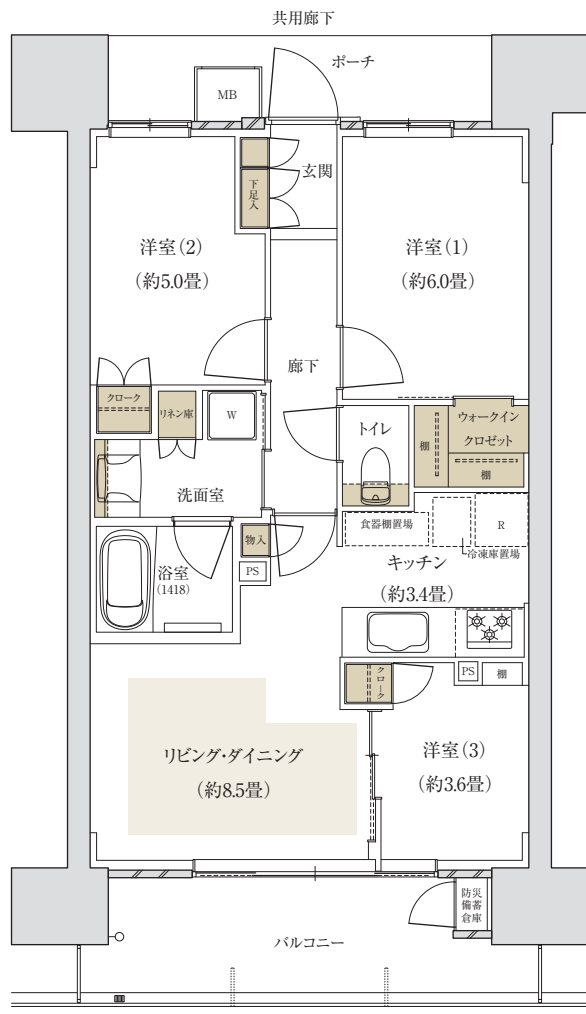 共用廊下
ポーチ
MB
玄関
下足入
洋室(2)
(約5.0畳)
洋室(1)
(約6.0畳)
廊下
クローク
リネン庫
W
トイレ
棚
ウォークイン
クロゼット
棚
洗面室
食器棚置場
R
冷凍庫置場
物入
PS
浴室
(1418)
キッチン
(約3.4畳)
クローク
PS
棚
リビング・ダイニング
(約8.5畳)
洋室(3)
(約3.6畳)
防災
備蓄
倉庫
バルコニー